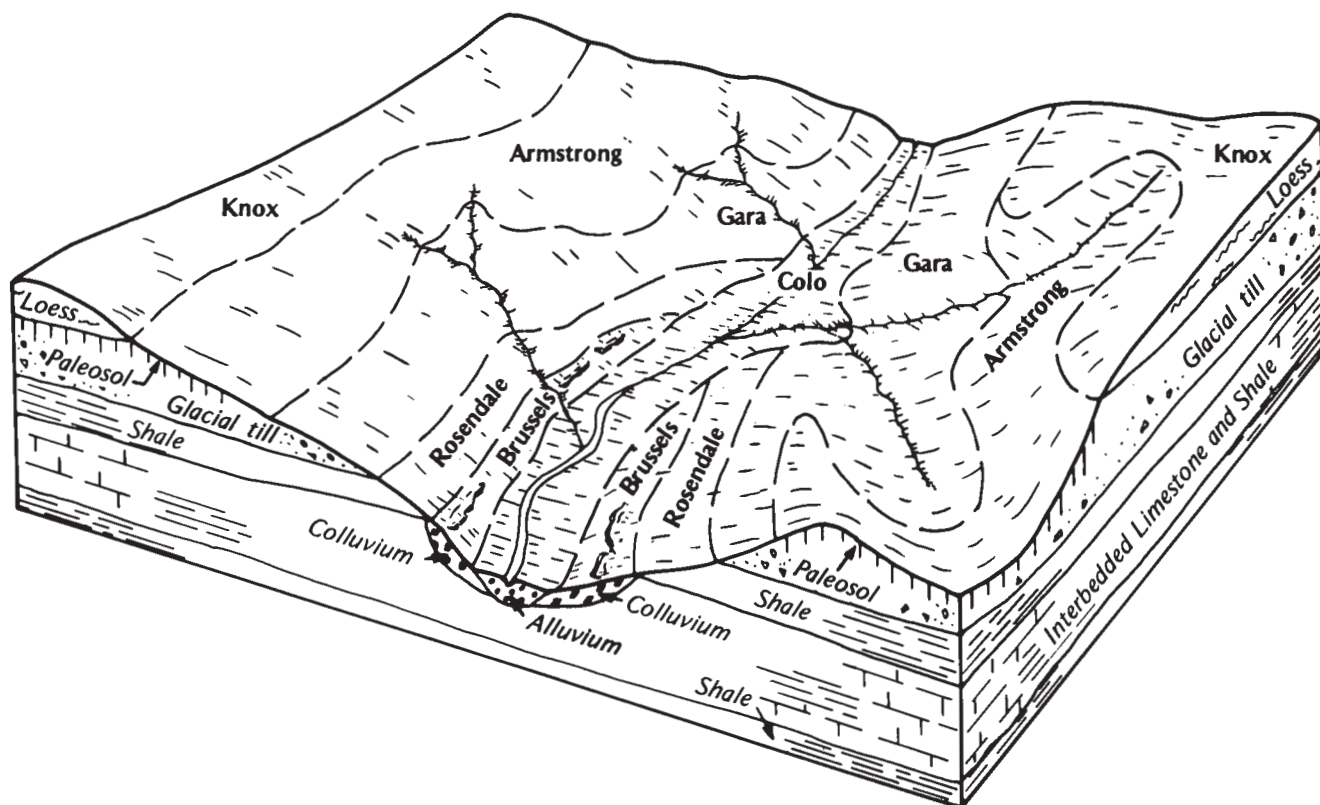 Armstrong
Knox
Knox
Loess
Gara
Gara
Colo
Armstrong
Glacial till
Loess
Paleosol
Glacial till
Shale
Rosendale
Brussels
Brussels
Rosendale
Interbedded Limestone and Shale
Colluvium
Paleosol
Shale
Colluvium
Alluvium
Shale